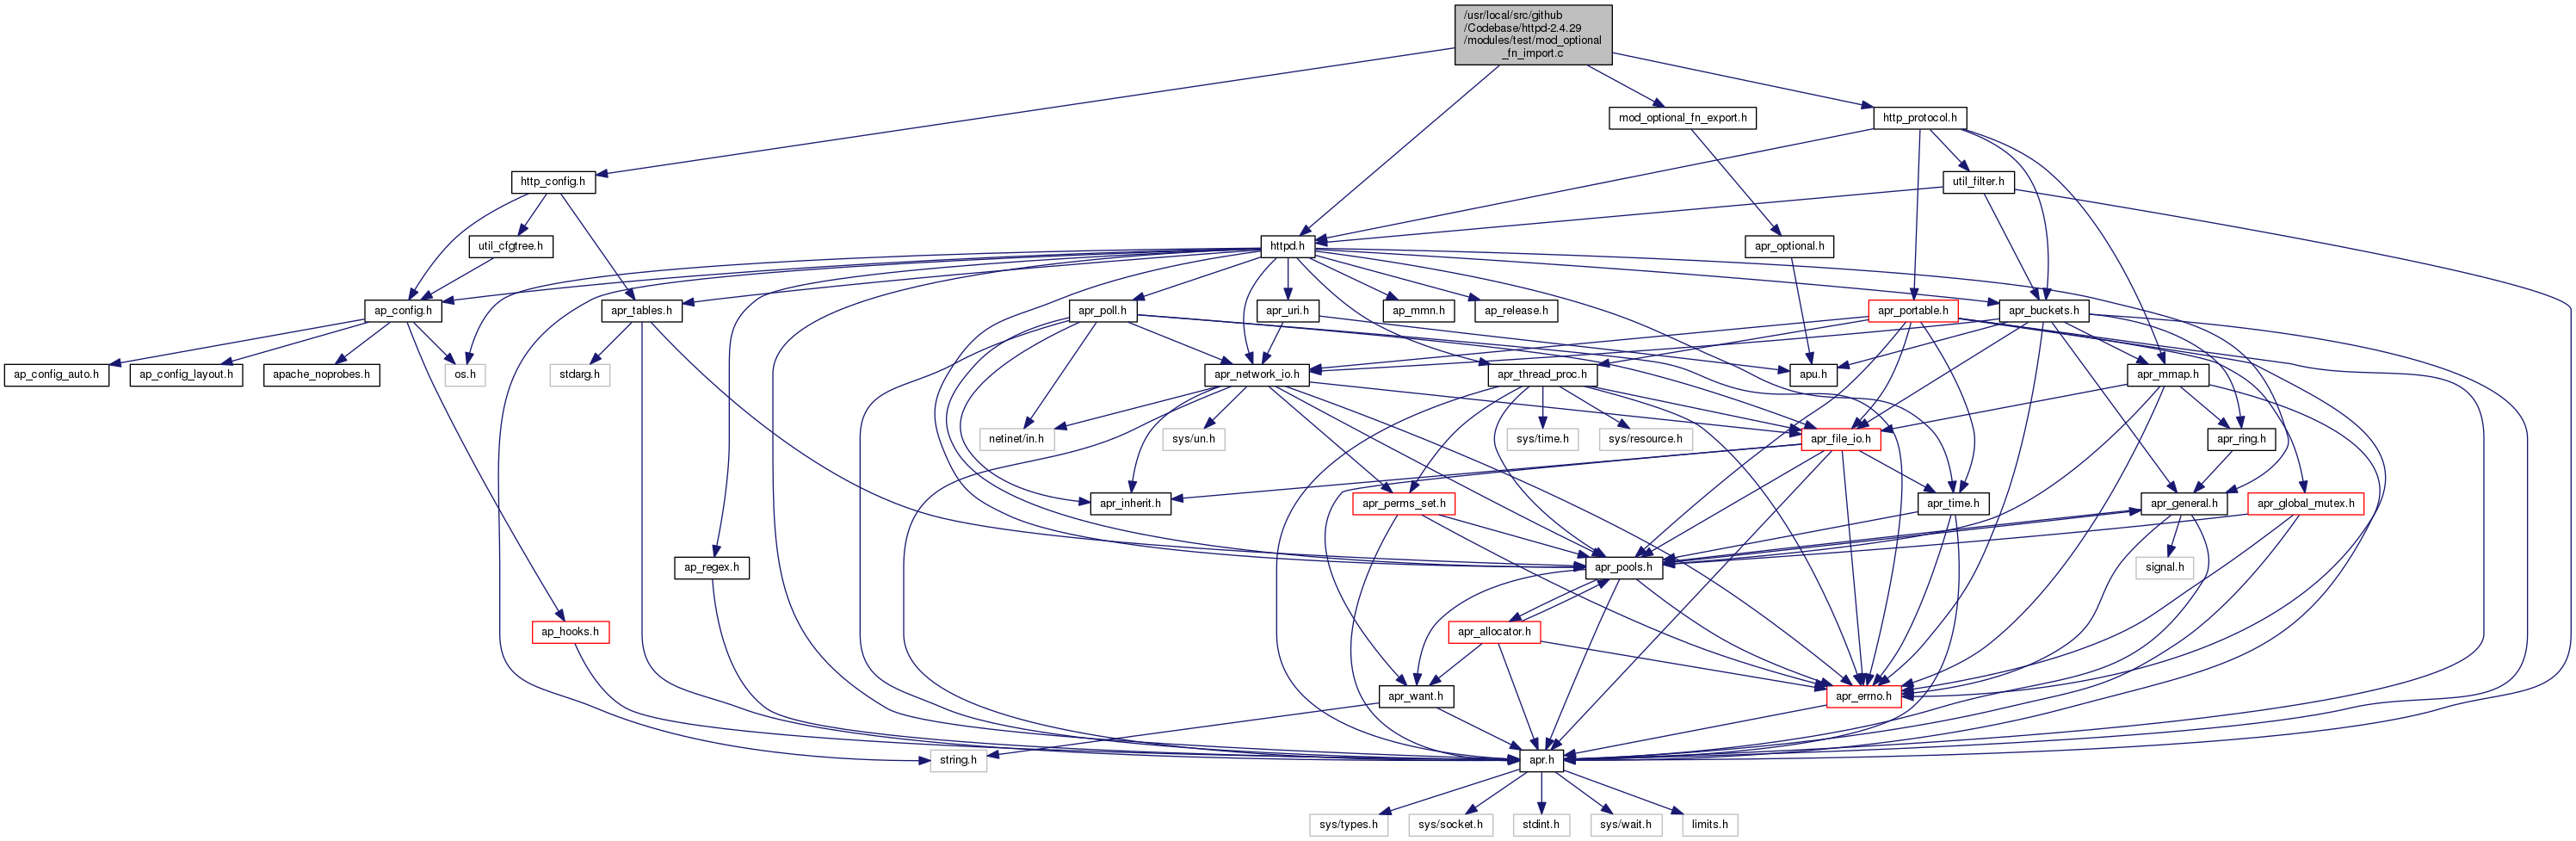 /usr/local/src/github
/Codebase/httpd-2.4.29
/modules/test/mod_optional
_fn_import.c
mod_optional_fn_export.h
http_protocol.h
http_config.h
util_filter.h
util_cfgtree.h
httpd.h
apr_optional.h
ap_config.h
apr_tables.h
apr_poll.h
apr_uri.h
ap_mmn.h
ap_release.h
apr_portable.h
apr_buckets.h
ap_config_auto.h
ap_config_layout.h
apache_noprobes.h
os.h
stdarg.h
apr_network_io.h
apr_thread_proc.h
apu.h
apr_mmap.h
netinet/in.h
sys/un.h
sys/time.h
sys/resource.h
apr_file_io.h
apr_ring.h
apr_inherit.h
apr_perms_set.h
apr_time.h
apr_general.h
apr_global_mutex.h
ap_regex.h
apr_pools.h
signal.h
ap_hooks.h
apr_allocator.h
apr_want.h
apr_errno.h
string.h
apr.h
sys/types.h
sys/socket.h
stdint.h
sys/wait.h
limits.h